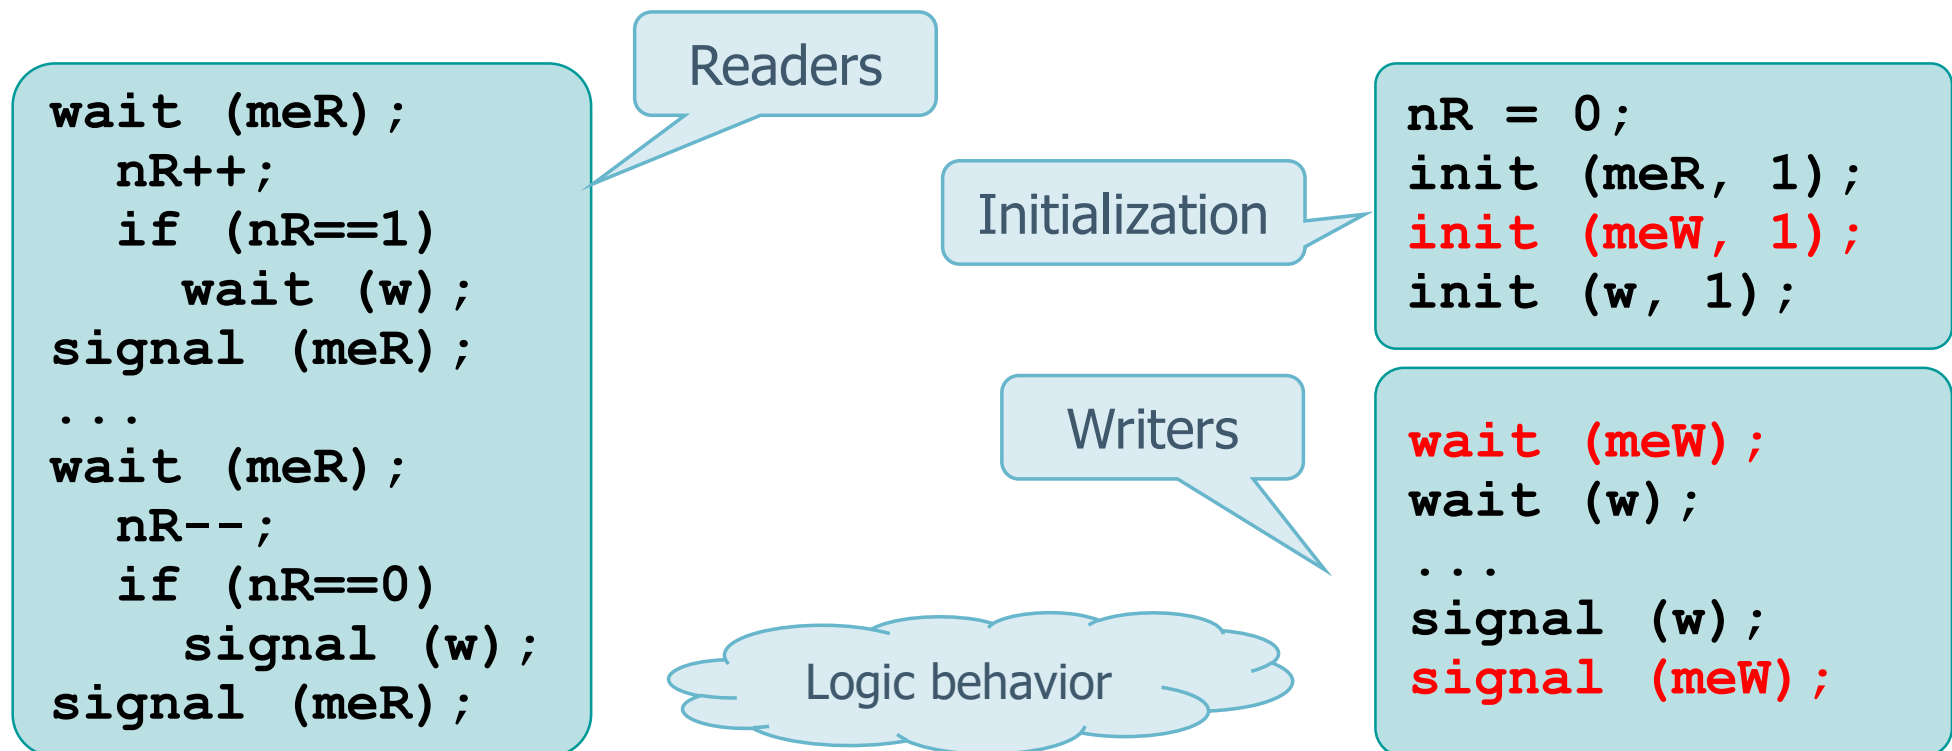 Readers
wait (meR);
nR++;
if (nR==1)
wait (w);
signal (meR);
...
wait (meR);
nR--;
if (nR==0)
signal (w);
signal (meR);
Initialization
nR = 0;
init (meR, 1);
init (meW, 1);
init (w, 1);
Writers
wait (meW);
wait (w);
...
signal (w);
signal (meW);
Logic behavior